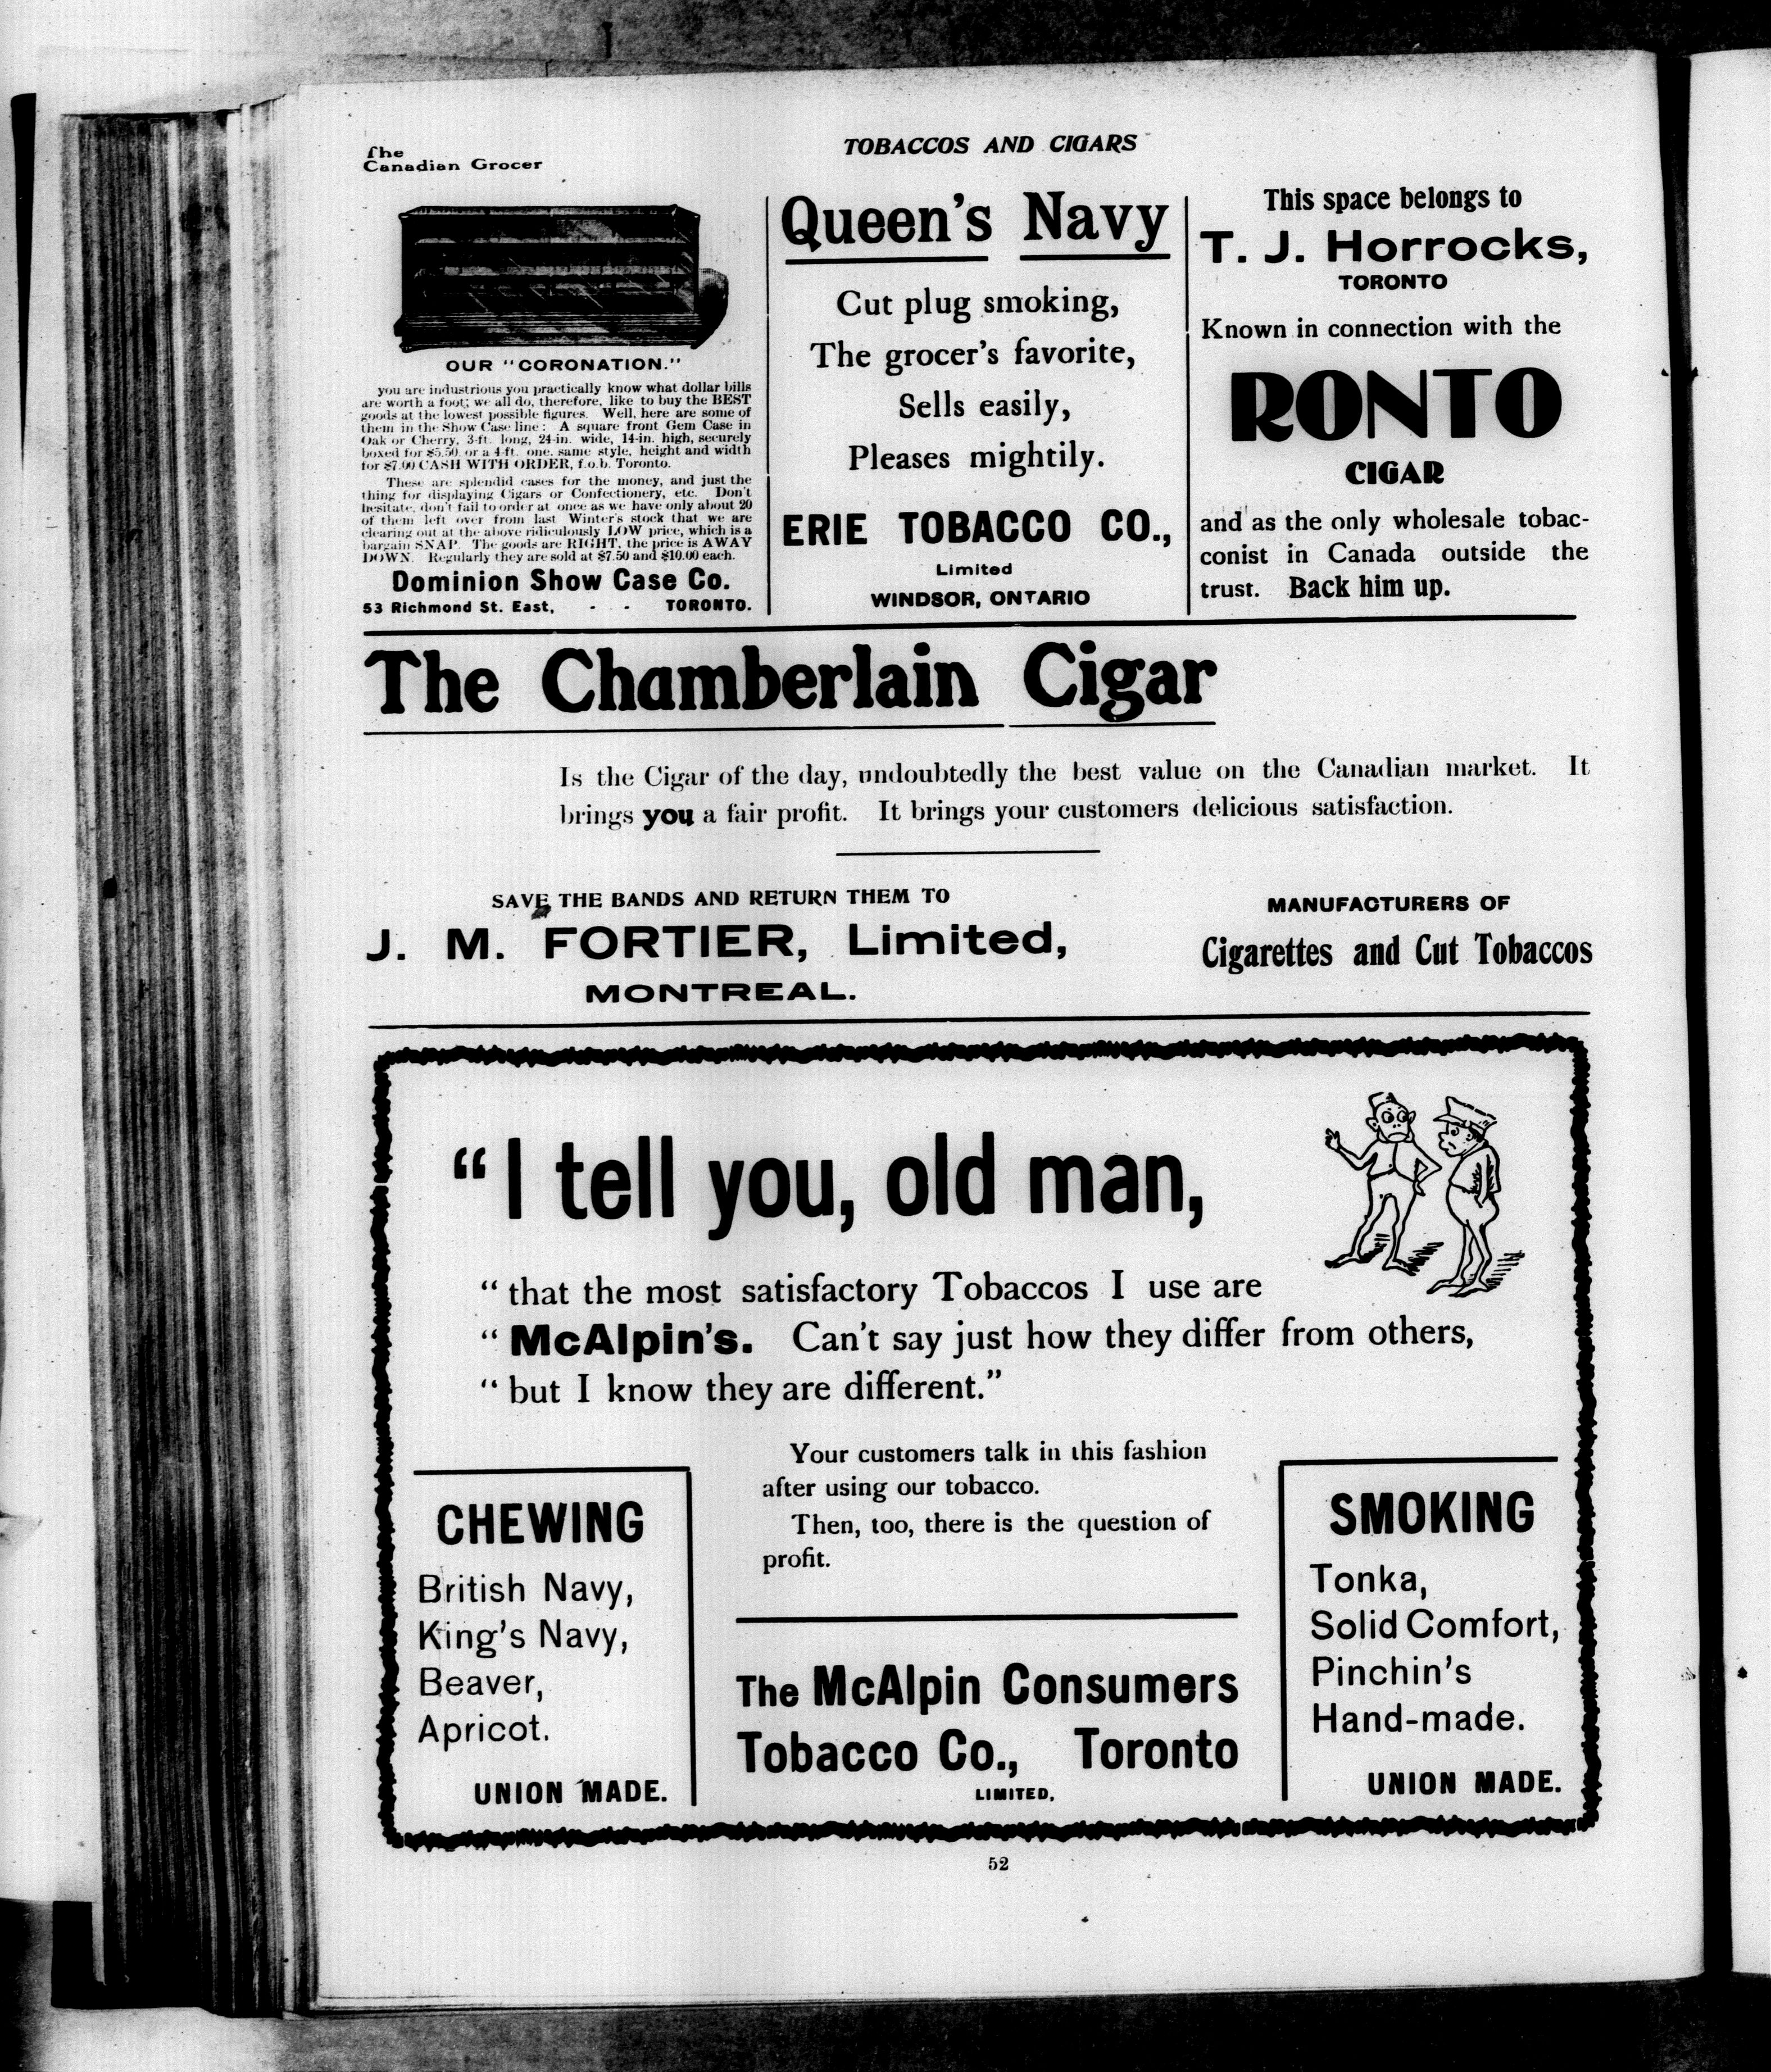 The
Canadian Grocer
TOBACCOS AND CIGARS
OUR "CORONATION."
you are industrious you practically know what dollar bills
are worth a foot; we all do, therefore, like to buy the BEST
goods at the lowest possible figures. Well, here are some of
them in the Show Case line: A square front Gem Case in
Oak or Cherry, 3-ft. long, 24-in. wide, 14-in. high, securely
boxed for $5.50, or a 4-ft. one, same style, height and width
for $7.00 CASH WITH ORDER, f.o.b. Toronto.
These are splendid cases for the money, and just the
thing for displaying Cigars or Confectionery, etc. Don't
hesitate, don't fail to order at once as we have only about 20
of them left over from last Winter's stock that we are
clearing out at the above ridiculously LOW price, which is a
bargain SNAP. The goods are RIGHT, the price is AWAY
DOWN. Regularly they are sold at $7.50 and $10.00 each.
Dominion Show Case Co.
53 Richmond St. East, - - TORONTO.
Queen's Navy
Cut plug smoking,
The grocer's favorite,
Sells easily,
Pleases mightily.
ERIE TOBACCO CO.,
Limited
WINDSOR, ONTARIO
This space belongs to
T. J. Horrocks,
TORONTO
Known in connection with the
RONTO
CIGAR
and as the only wholesale tobac-
conist in Canada outside the
trust. Back him up.
The Chamberlain Cigar
Is the Cigar of the day, undoubtedly the best value on the Canadian market. It
brings you a fair profit. It brings your customers delicious satisfaction.
SAVE THE BANDS AND RETURN THEM TO
J. M. FORTIER, Limited,
MONTREAL.
MANUFACTURERS OF
Cigarettes and Cut Tobaccos
"I tell you, old man,
"that the most satisfactory Tobaccos I use are
"McAlpin's. Can't say just how they differ from others,
"but I know they are different."
CHEWING
British Navy,
King's Navy,
Beaver,
Apricot.
UNION MADE.
Your customers talk in this fashion
after using our tobacco.
Then, too, there is the question of
profit.
The McAlpin Consumers
Tobacco Co., Toronto
LIMITED,
SMOKING
Tonka,
Solid Comfort,
Pinchin's
Hand-made.
UNION MADE.
52